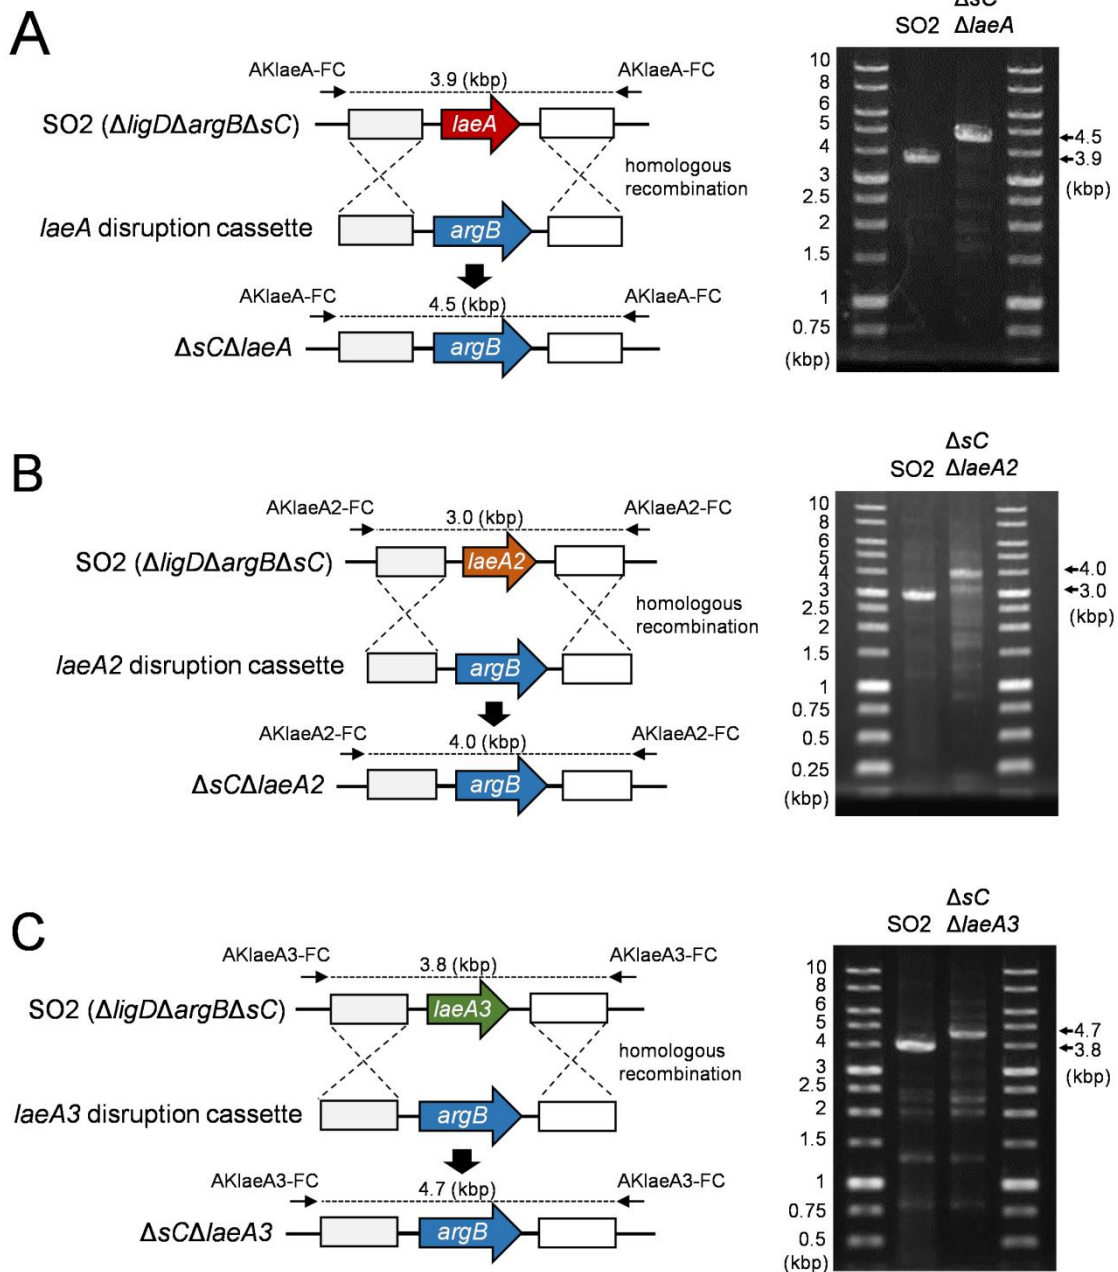 A
AKlaeA-FC
3.9 (kbp)
AKlaeA-FC
SO2 (ΔligDΔargBΔsC)
laeA
homologous
recombination
laeA disruption cassette
argB
AKlaeA-FC
4.5 (kbp)
AKlaeA-FC
ΔsCΔlaeA
argB
ΔsC
SO2
ΔlaeA
10
8
6
5
4
3
2.5
2
1.5
1
0.75
(kbp)
4.5
3.9
(kbp)
B
AKlaeA2-FC
3.0 (kbp)
AKlaeA2-FC
SO2 (ΔligDΔargBΔsC)
laeA2
homologous
recombination
laeA2 disruption cassette
argB
AKlaeA2-FC
4.0 (kbp)
AKlaeA2-FC
ΔsCΔlaeA2
argB
ΔsC
SO2
ΔlaeA2
10
8
6
5
4
3
2.5
2
1.5
1
0.75
0.5
0.25
(kbp)
4.0
3.0
(kbp)
C
AKlaeA3-FC
3.8 (kbp)
AKlaeA3-FC
SO2 (ΔligDΔargBΔsC)
laeA3
homologous
recombination
laeA3 disruption cassette
argB
AKlaeA3-FC
4.7 (kbp)
AKlaeA3-FC
ΔsCΔlaeA3
argB
ΔsC
SO2
ΔlaeA3
10
8
6
5
4
3
2.5
2
1.5
1
0.75
0.5
(kbp)
4.7
3.8
(kbp)